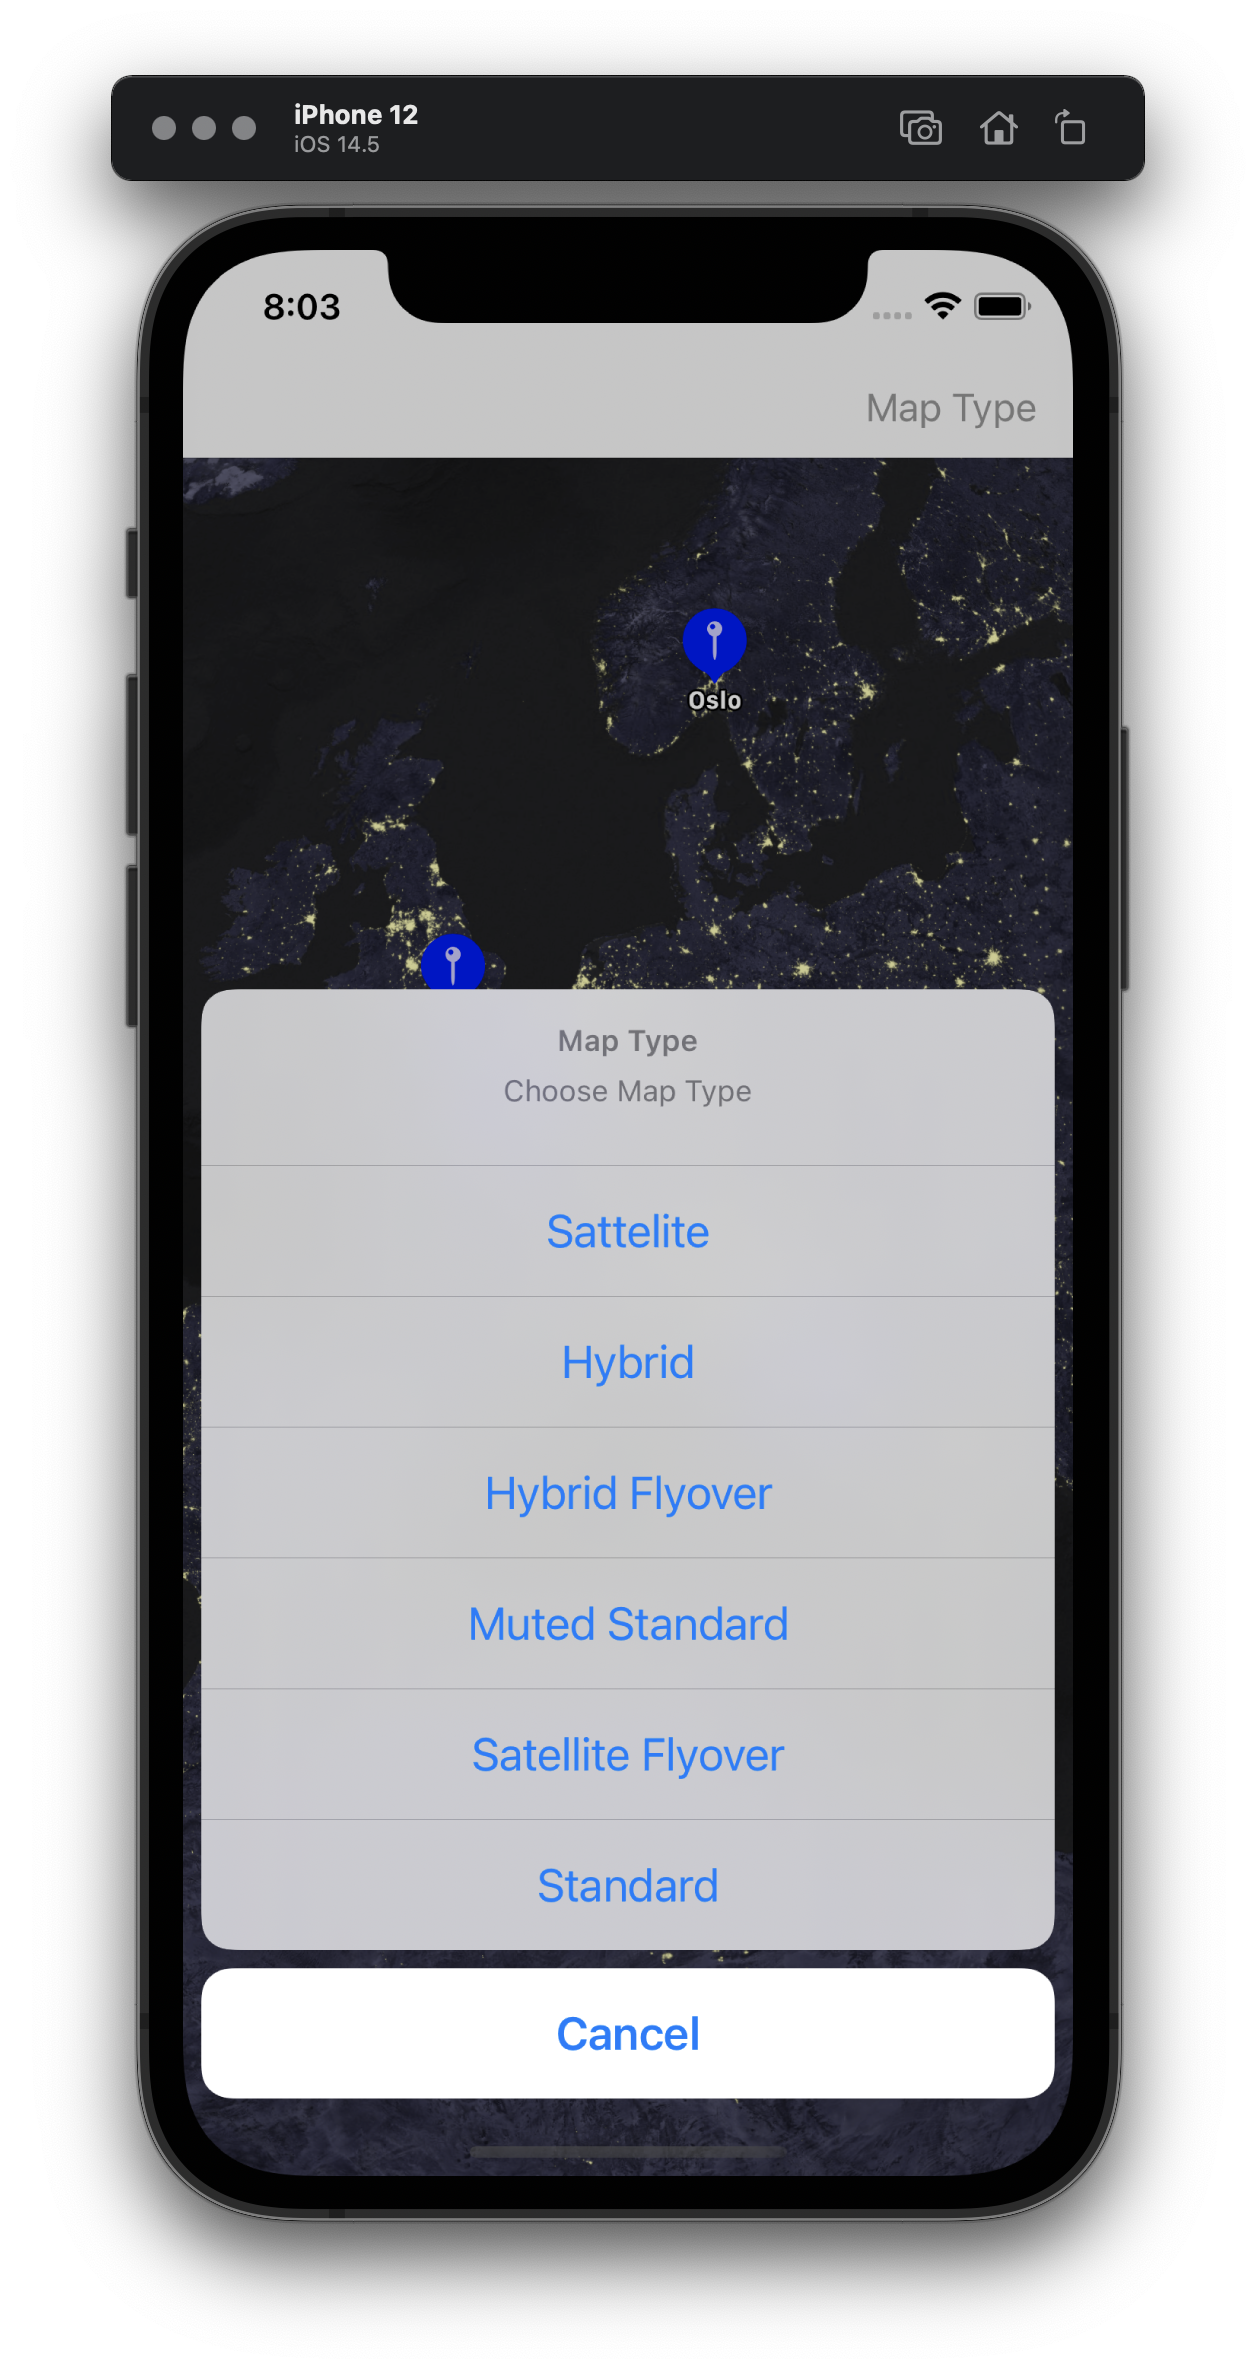 iPhone 12
iOS 14.5
8:03
Map Type
Oslo
Map Type
Choose Map Type
Sattelite
Hybrid
Hybrid Flyover
Muted Standard
Satellite Flyover
Standard
Cancel